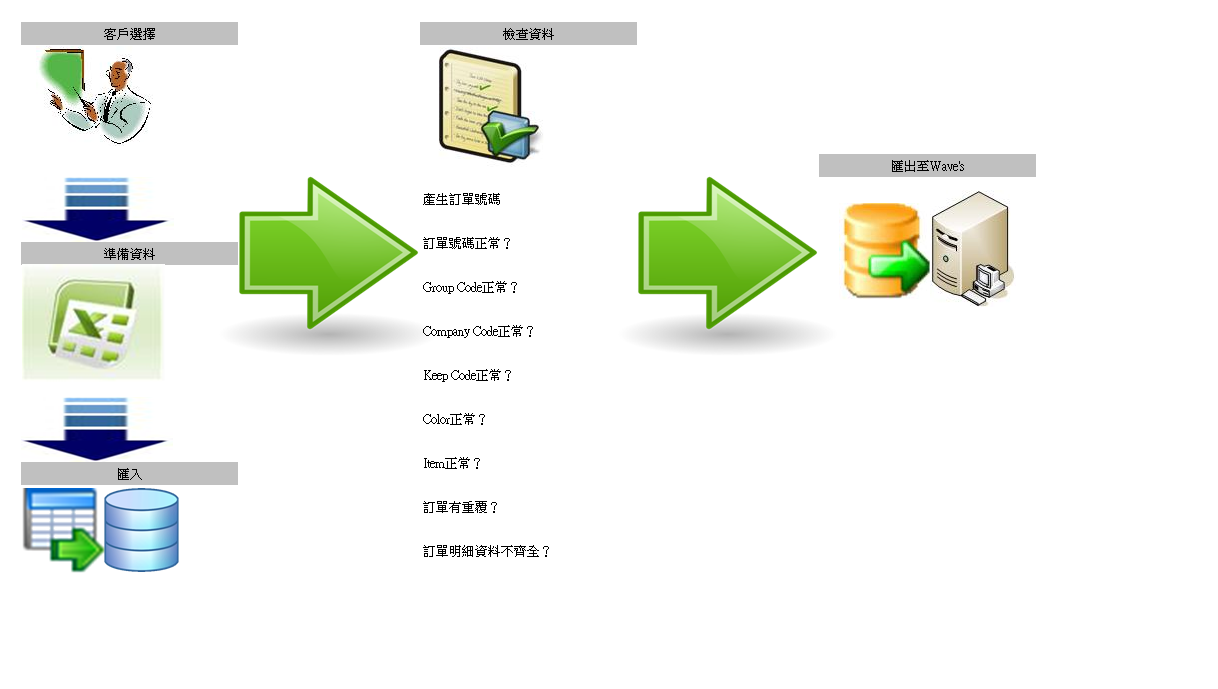 客戶選擇
準備資料
匯入
檢查資料
產生訂單號碼
訂單號碼正常？
Group Code正常？
Company Code正常？
Keep Code正常？
Color正常？
Item正常？
訂單有重覆？
訂單明細資料不齊全？
匯出至Wave's